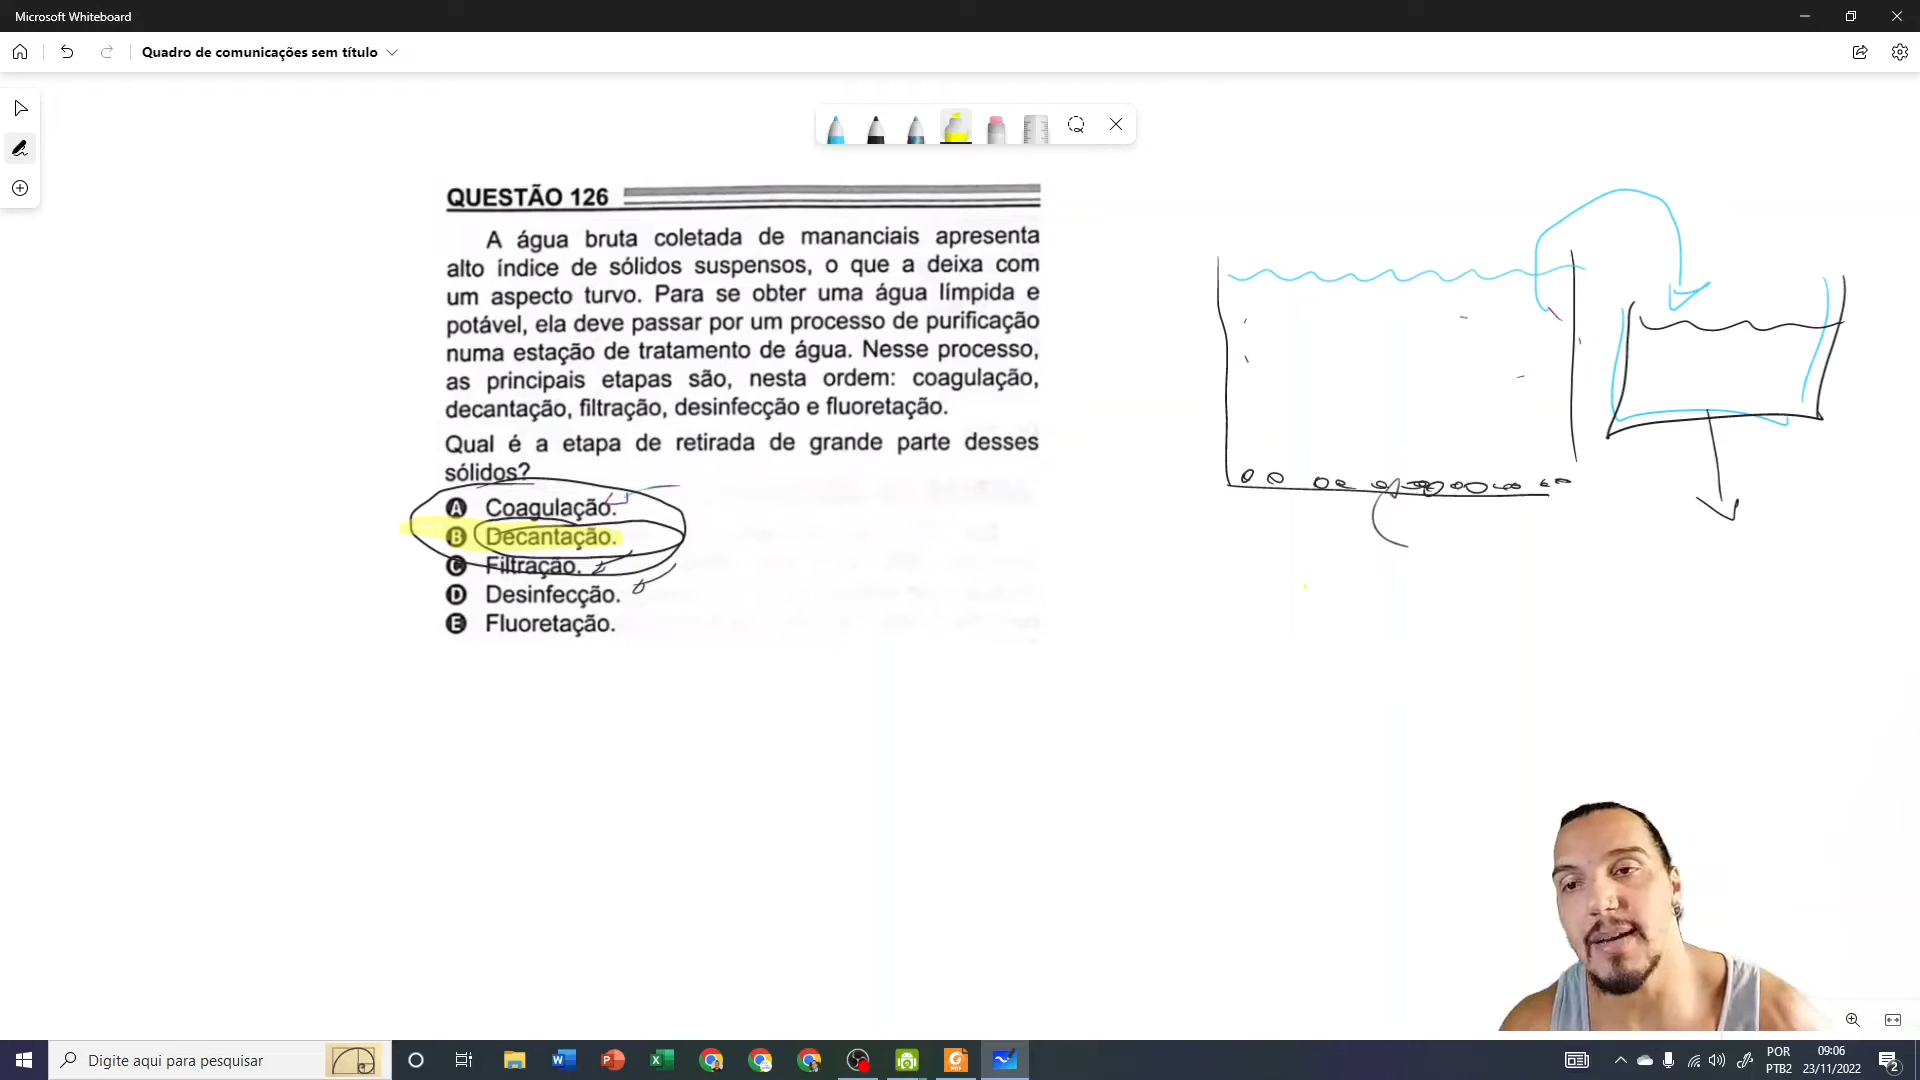 Microsoft Whiteboard
Quadro de comunicações sem título
QUESTÃO 126
A água bruta coletada de mananciais apresenta
alto índice de sólidos suspensos, o que a deixa com
um aspecto turvo. Para se obter uma água límpida e
potável, ela deve passar por um processo de purificação
numa estação de tratamento de água. Nesse processo,
as principais etapas são, nesta ordem: coagulação,
decantação, filtração, desinfecção e fluoretação.
Qual é a etapa de retirada de grande parte desses
sólidos?
A Coagulação.
B Decantação.
C Filtração.
D Desinfecção.
E Fluoretação.
Digite aqui para pesquisar
POR
PTB2
09:06
23/11/2022
2